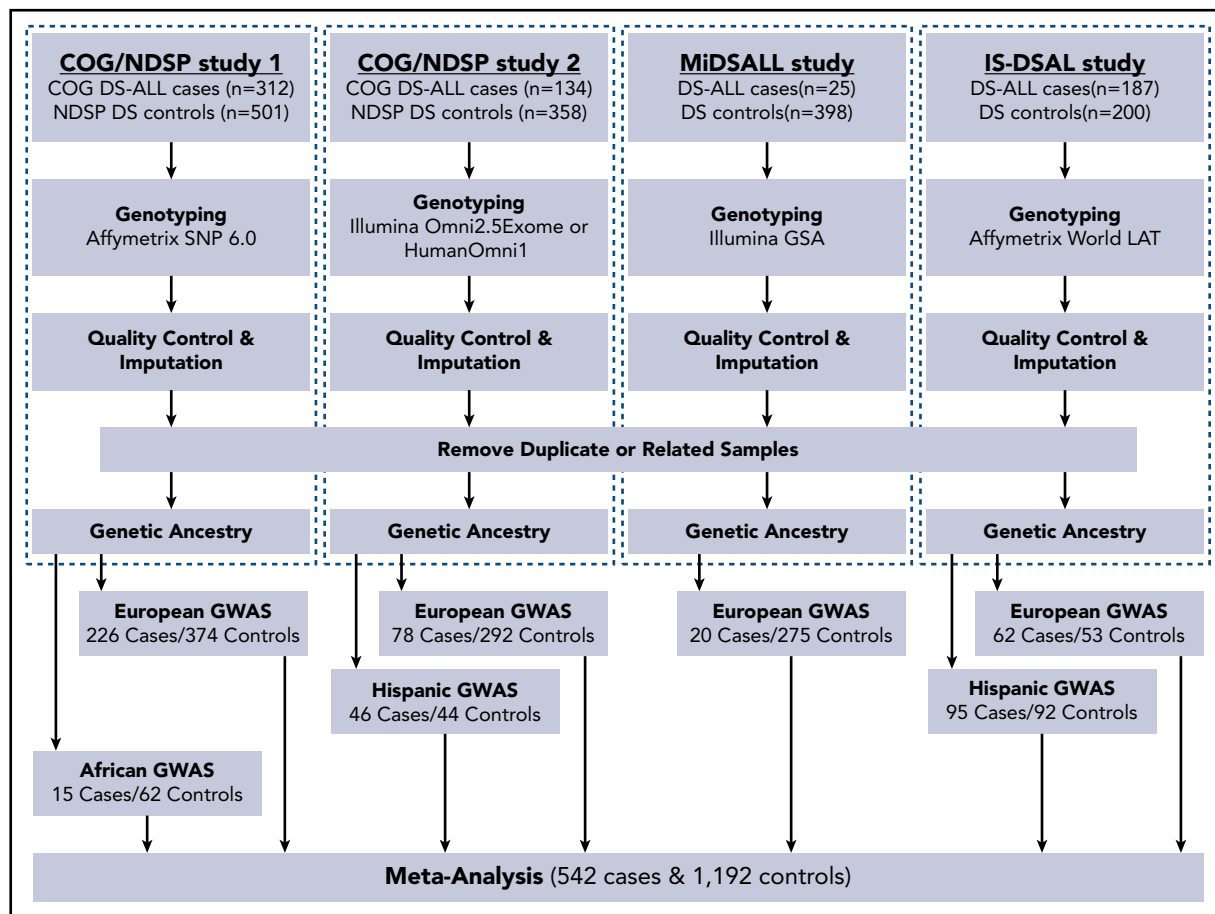 COG/NDSP study 1
COG DS-ALL cases (n=312)
NDSP DS controls (n=501)
COG/NDSP study 2
COG DS-ALL cases (n=134)
NDSP DS controls (n=358)
MiDSALL study
DS-ALL cases(n=25)
DS controls(n=398)
IS-DSAL study
DS-ALL cases(n=187)
DS controls(n=200)
Genotyping
Affymetrix SNP 6.0
Genotyping
Illumina Omni2.5Exome or
HumanOmni1
Genotyping
Illumina GSA
Genotyping
Affymetrix World LAT
Quality Control &
Imputation
Quality Control &
Imputation
Quality Control &
Imputation
Quality Control &
Imputation
Remove Duplicate or Related Samples
Genetic Ancestry
Genetic Ancestry
Genetic Ancestry
Genetic Ancestry
European GWAS
226 Cases/374 Controls
European GWAS
78 Cases/292 Controls
European GWAS
20 Cases/275 Controls
European GWAS
62 Cases/53 Controls
Hispanic GWAS
46 Cases/44 Controls
Hispanic GWAS
95 Cases/92 Controls
African GWAS
15 Cases/62 Controls
Meta-Analysis (542 cases & 1,192 controls)